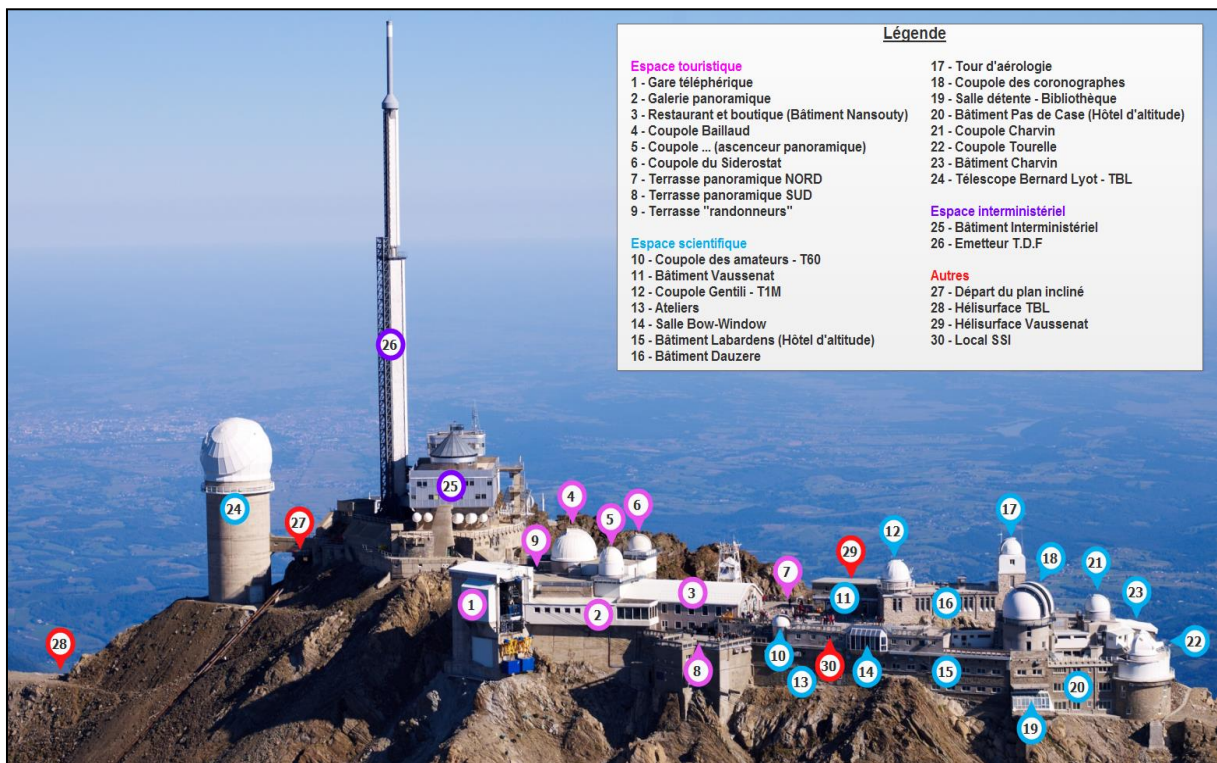 Légende
Espace touristique
1 - Gare téléphérique
2 - Galerie panoramique
3 - Restaurant et boutique (Bâtiment Nansouty)
4 - Coupole Baillaud
5 - Coupole ... (ascenceur panoramique)
6 - Coupole du Siderostat
7 - Terrasse panoramique NORD
8 - Terrasse panoramique SUD
9 - Terrasse "randonneurs"
Espace scientifique
10 - Coupole des amateurs - T60
11 - Bâtiment Vaussenat
12 - Coupole Gentili - T1M
13 - Ateliers
14 - Salle Bow-Window
15 - Bâtiment Labardens (Hôtel d'altitude)
16 - Bâtiment Dauzere
17 - Tour d'aérologie
18 - Coupole des coronographes
19 - Salle détente - Bibliothèque
20 - Bâtiment Pas de Case (Hôtel d'altitude)
21 - Coupole Charvin
22 - Coupole Tourelle
23 - Bâtiment Charvin
24 - Télescope Bernard Lyot - TBL
Espace interministériel
25 - Bâtiment Interministériel
26 - Emetteur T.D.F
Autres
27 - Départ du plan incliné
28 - Hélisurface TBL
29 - Hélisurface Vaussenat
30 - Local SSI
26
25
24
27
4
5
6
9
17
12
29
18
21
7
3
11
16
1
2
23
28
10
22
8
13
30
14
15
20
19